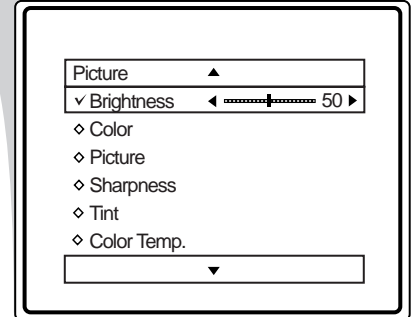 Picture
Brightness 50
Color
Picture
Sharpness
Tint
Color Temp.